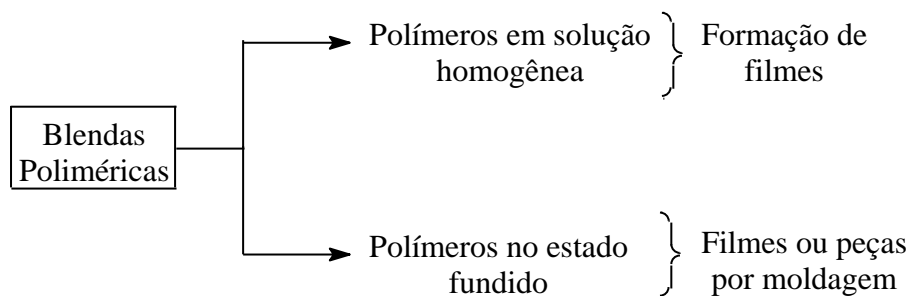 Polímeros em solução
homogênea
Formação de
filmes
Blendas
Poliméricas
Polímeros no estado
fundido
Filmes ou peças
por moldagem